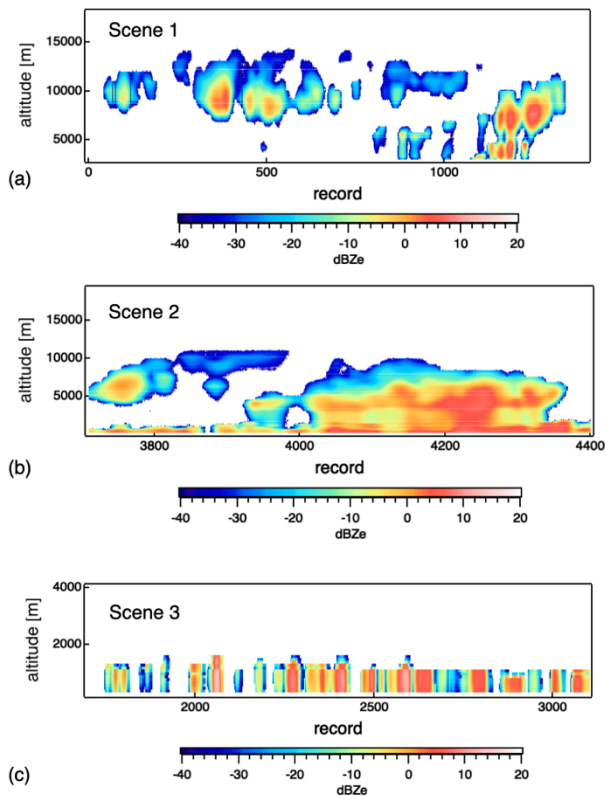 Scene 1
altitude [m]
15000
10000
5000
0
500
1000
record
(a)
-40 -30 -20 -10 0 10 20
dBZe
Scene 2
altitude [m]
15000
10000
5000
3800
4000
4200
4400
record
(b)
-40 -30 -20 -10 0 10 20
dBZe
Scene 3
altitude [m]
4000
2000
2000
2500
3000
record
(c)
-40 -30 -20 -10 0 10 20
dBZe